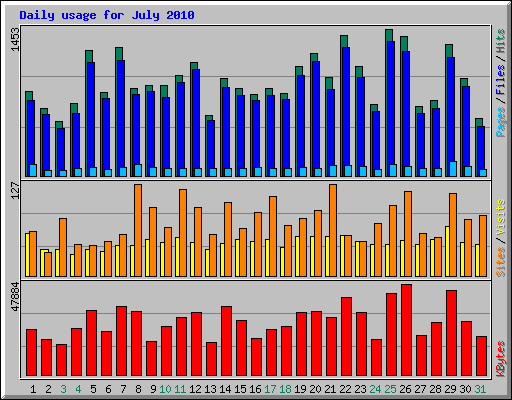 Daily usage for July 2010
1453
Pages / Files / Hits
127
Sites / Visits
47884
KBytes
1 2 3 4 5 6 7 8 9 10 11 12 13 14 15 16 17 18 19 20 21 22 23 24 25 26 27 28 29 30 31